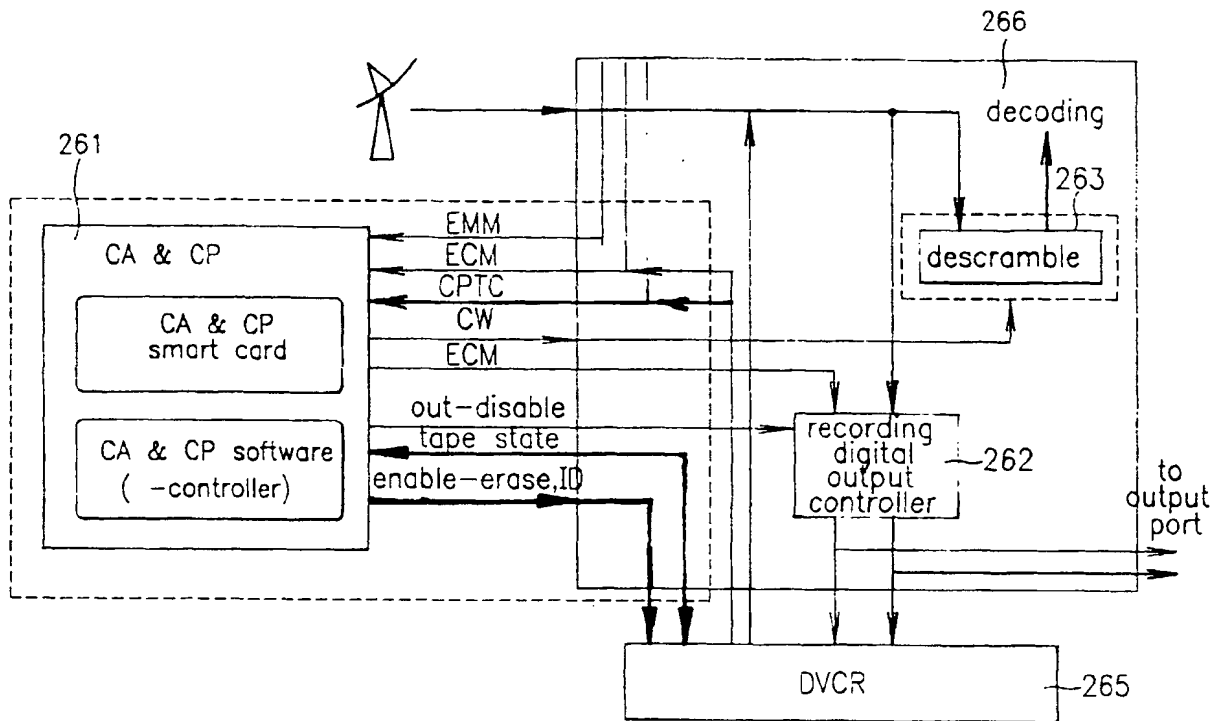 266
decoding
261
263
EMM
CA & CP
ECM
descramble
CPTC
CA & CP
smart card
CW
ECM
out-disable
tape state
recording
digital
output
controller
262
CA & CP software
( -controller)
enable-erase,ID
to
output
port
DVCR
265